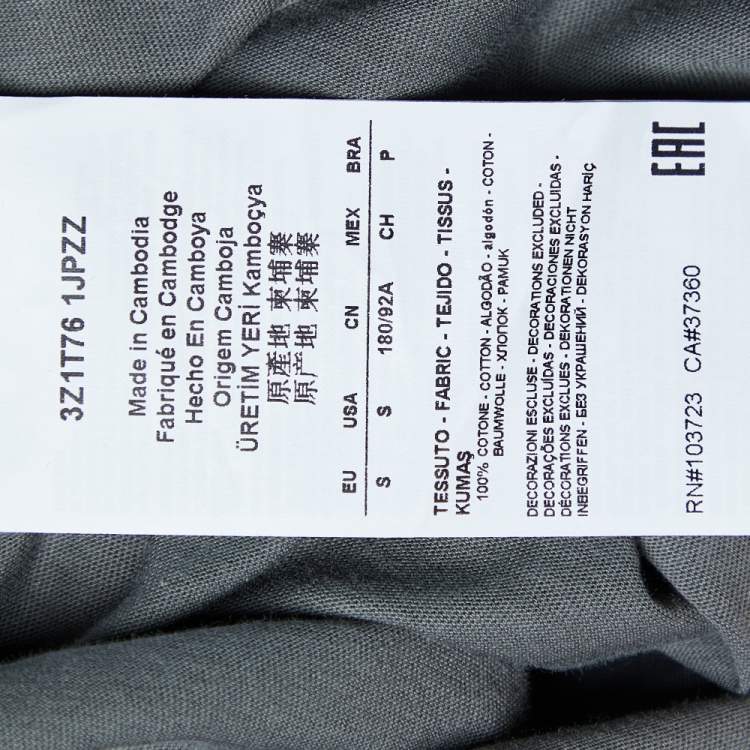 3Z1T76 1JPZZ
Made in Cambodia
Fabriqué en Cambodge
Hecho En Camboya
Origem Camboja
ÜRETİM YERİ Kamboçya
原產地 柬埔寨
原产地 柬埔寨
EU USA CN MEX BRA
S S 180/92A CH P
TESSUTO - FABRIC - TEJIDO - TISSUS -
KUMAŞ
100% COTONE - COTTON - ALGODÃO - algodón - COTON -
BAUMWOLLE - ХЛОПОК - PAMUK
DECORAZIONI ESCLUSE - DECORATIONS EXCLUDED -
DECORAÇÕES EXCLUÍDAS - DECORACIONES EXCLUIDAS -
DÉCORATIONS EXCLUES - DEKORATIONEN NICHT
INBEGRIFFEN - БЕЗ УКРАШЕНИЙ - DEKORASYON HARİÇ
RN#103723 CA#37360
EAC